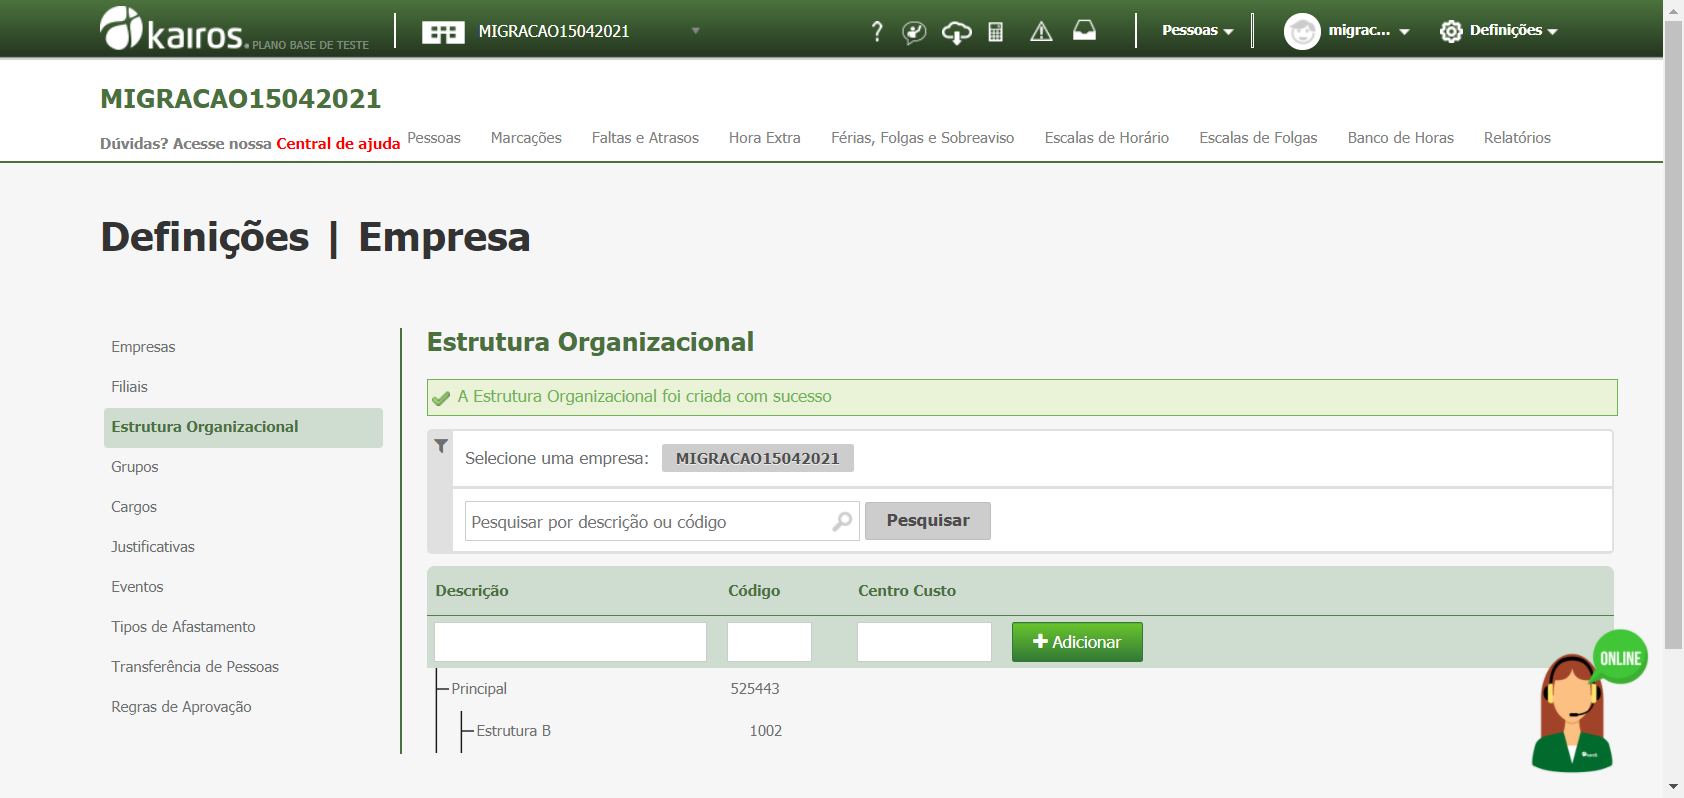 kairos. PLANO BASE DE TESTE
MIGRACAO15042021
?
Pessoas
migrac...
Definições
MIGRACAO15042021
Dúvidas? Acesse nossa Central de ajuda
Pessoas Marcações Faltas e Atrasos Hora Extra Férias, Folgas e Sobreaviso Escalas de Horário Escalas de Folgas Banco de Horas Relatórios
Definições | Empresa
Empresas
Filiais
Estrutura Organizacional
Grupos
Cargos
Justificativas
Eventos
Tipos de Afastamento
Transferência de Pessoas
Regras de Aprovação
Estrutura Organizacional
A Estrutura Organizacional foi criada com sucesso
Selecione uma empresa: MIGRACAO15042021
Pesquisar por descrição ou código Pesquisar
Descrição Código Centro Custo
+ Adicionar
Principal 525443
Estrutura B 1002
ONLINE